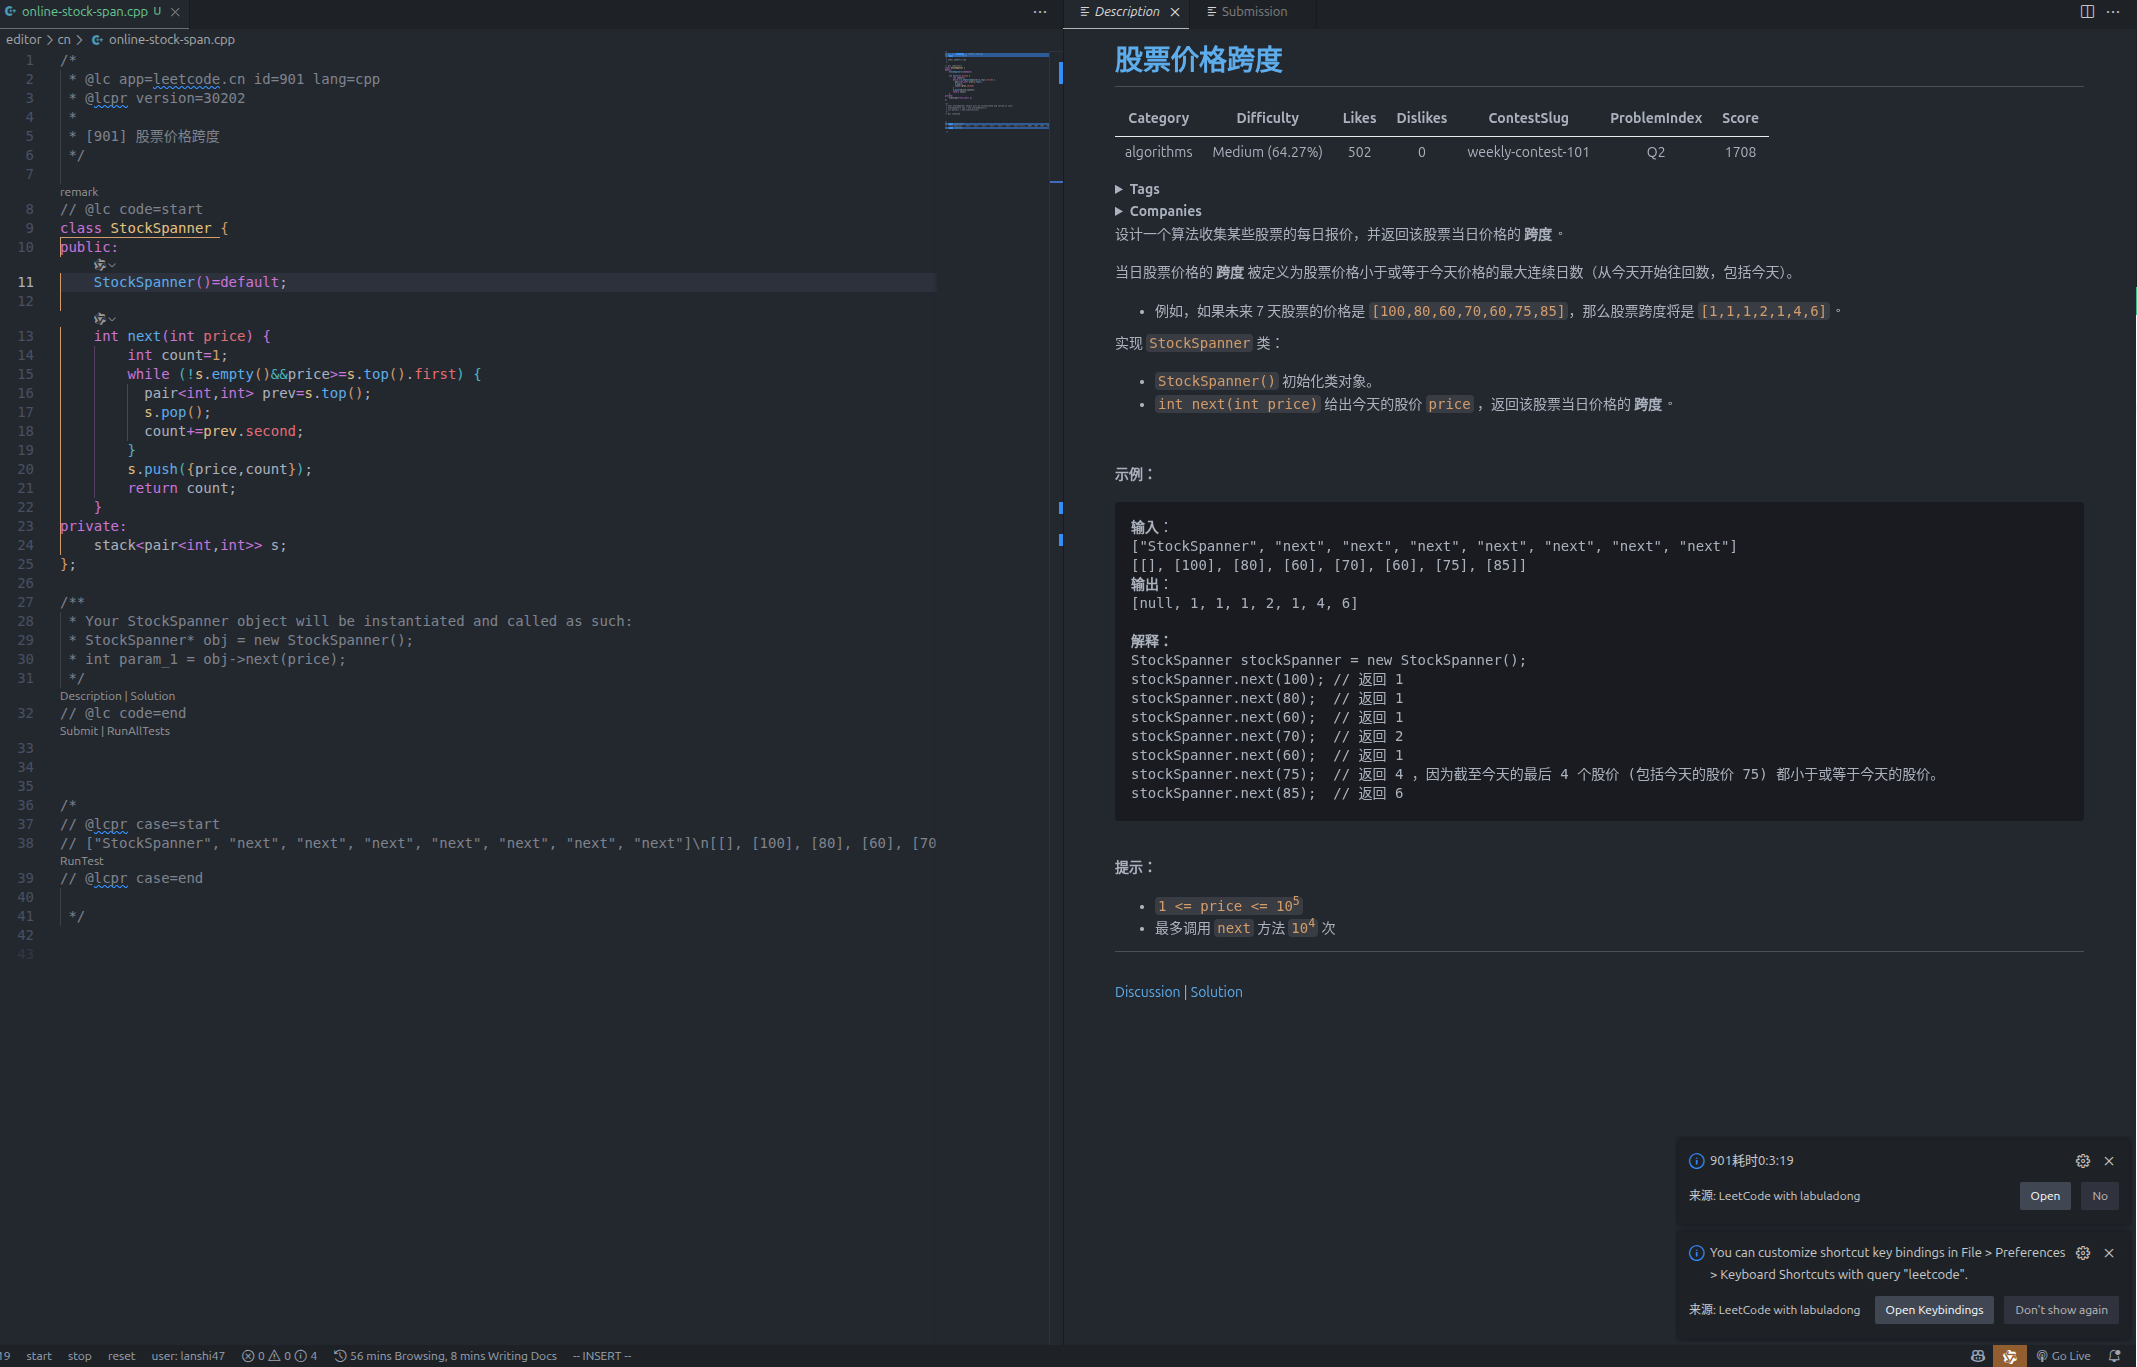 online-stock-span.cpp U
Description
Submission
editor > cn > online-stock-span.cpp
1 /*
2 * @lc app=leetcode.cn id=901 lang=cpp
3 * @lcpr version=30202
4 *
5 * [901] 股票价格跨度
6 */
7
remark
8 // @lc code=start
9 class StockSpanner {
10 public:
11 StockSpanner()=default;
12
13 int next(int price) {
14 int count=1;
15 while (!s.empty()&&price>=s.top().first) {
16 pair<int,int> prev=s.top();
17 s.pop();
18 count+=prev.second;
19 }
20 s.push({price,count});
21 return count;
22 }
23 private:
24 stack<pair<int,int>> s;
25 };
26
27 /**
28 * Your StockSpanner object will be instantiated and called as such:
29 * StockSpanner* obj = new StockSpanner();
30 * int param_1 = obj->next(price);
31 */
Description | Solution
32 // @lc code=end
Submit | RunAllTests
33
34
35
36 /*
37 // @lcpr case=start
38 // ["StockSpanner", "next", "next", "next", "next", "next", "next", "next"]\n[[], [100], [80], [60], [70
RunTest
39 // @lcpr case=end
40
41 */
42
43
股票价格跨度
Category Difficulty Likes Dislikes ContestSlug ProblemIndex Score
algorithms Medium (64.27%) 502 0 weekly-contest-101 Q2 1708
Tags
Companies
设计一个算法收集某些股票的每日报价，并返回该股票当日价格的 跨度 。
当日股票价格的 跨度 被定义为股票价格小于或等于今天价格的最大连续日数（从今天开始往回数，包括今天）。
• 例如，如果未来 7 天股票的价格是 [100,80,60,70,60,75,85]，那么股票跨度将是 [1,1,1,2,1,4,6] 。
实现 StockSpanner 类：
• StockSpanner() 初始化类对象。
• int next(int price) 给出今天的股价 price ，返回该股票当日价格的 跨度 。
示例：
输入：
["StockSpanner", "next", "next", "next", "next", "next", "next", "next"]
[[], [100], [80], [60], [70], [60], [75], [85]]
输出：
[null, 1, 1, 1, 2, 1, 4, 6]
解释：
StockSpanner stockSpanner = new StockSpanner();
stockSpanner.next(100); // 返回 1
stockSpanner.next(80);  // 返回 1
stockSpanner.next(60);  // 返回 1
stockSpanner.next(70);  // 返回 2
stockSpanner.next(60);  // 返回 1
stockSpanner.next(75);  // 返回 4 ，因为截至今天的最后 4 个股价 (包括今天的股价 75) 都小于或等于今天的股价。
stockSpanner.next(85);  // 返回 6
提示：
• 1 <= price <= 10⁵
• 最多调用 next 方法 10⁴ 次
Discussion | Solution
901耗时0:3:19
来源: LeetCode with labuladong
Open No
You can customize shortcut key bindings in File > Preferences
> Keyboard Shortcuts with query "leetcode".
来源: LeetCode with labuladong
Open Keybindings Don't show again
19 start stop reset user: lanshi47 0 0 4 56 mins Browsing, 8 mins Writing Docs -- INSERT -- Go Live